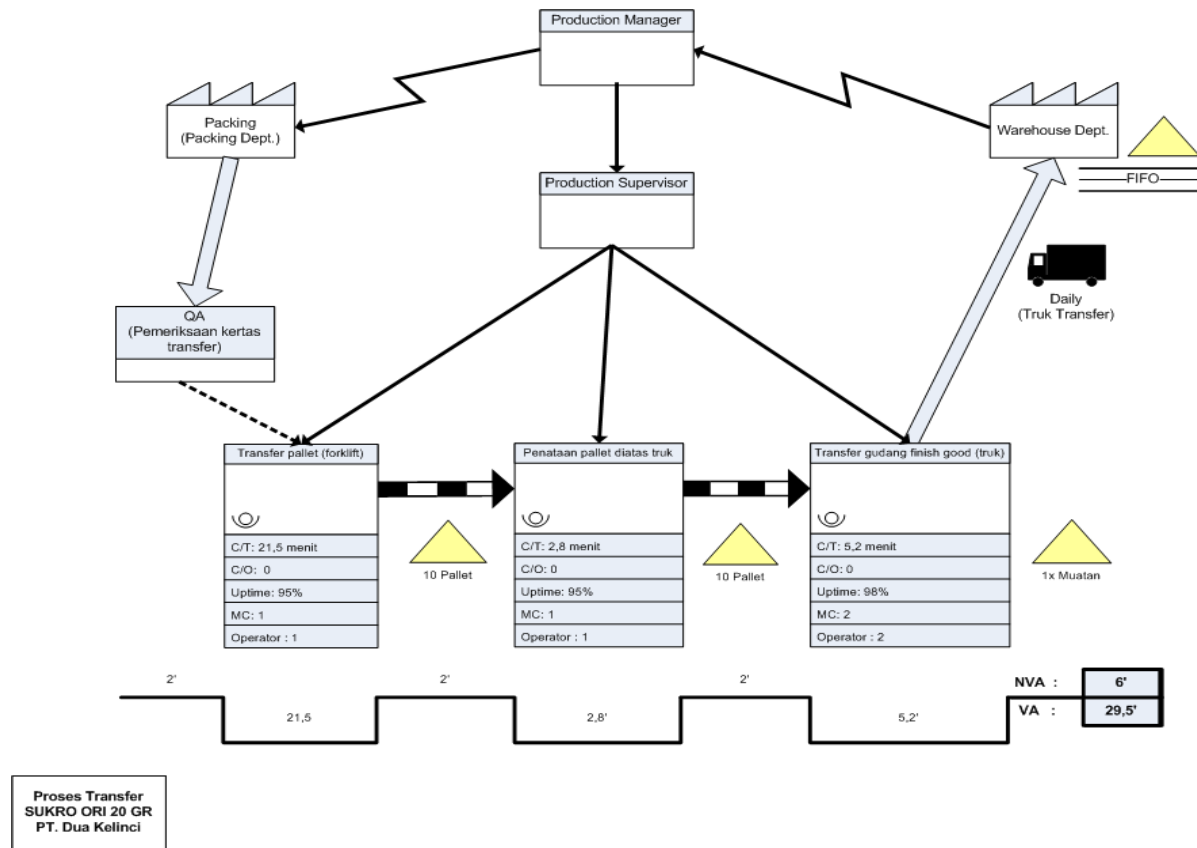 Production Manager
Packing
(Packing Dept.)
Warehouse Dept.
FIFO
Production Supervisor
Daily
(Truk Transfer)
QA
(Pemeriksaan kertas
transfer)
Transfer pallet (forklift)
C/T: 21,5 menit
C/O: 0
Uptime: 95%
MC: 1
Operator : 1
10 Pallet
Penataan pallet diatas truk
C/T: 2,8 menit
C/O: 0
Uptime: 95%
MC: 1
Operator : 1
10 Pallet
Transfer gudang finish good (truk)
C/T: 5,2 menit
C/O: 0
Uptime: 98%
MC: 2
Operator : 2
1x Muatan
2'
21,5
2'
2,8'
2'
5,2'
NVA : 6'
VA : 29,5'
Proses Transfer
SUKRO ORI 20 GR
PT. Dua Kelinci